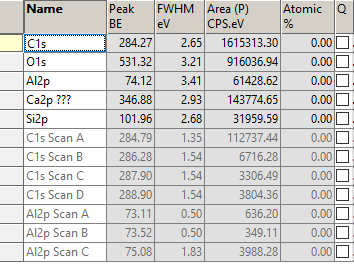 Name Peak BE FWHM eV Area (P) CPS.eV Atomic % Q
C1s 284.27 2.65 1615313.30 0.00
O1s 531.32 3.21 916036.94 0.00
Al2p 74.12 3.41 61428.62 0.00
Ca2p ??? 346.88 2.93 143774.65 0.00
Si2p 101.96 2.68 31959.59 0.00
C1s Scan A 284.79 1.35 112737.44 0.00
C1s Scan B 286.28 1.54 6716.28 0.00
C1s Scan C 287.90 1.54 3306.49 0.00
C1s Scan D 288.90 1.54 3804.36 0.00
Al2p Scan A 73.11 0.50 636.20 0.00
Al2p Scan B 73.52 0.50 349.11 0.00
Al2p Scan C 75.08 1.83 3988.28 0.00